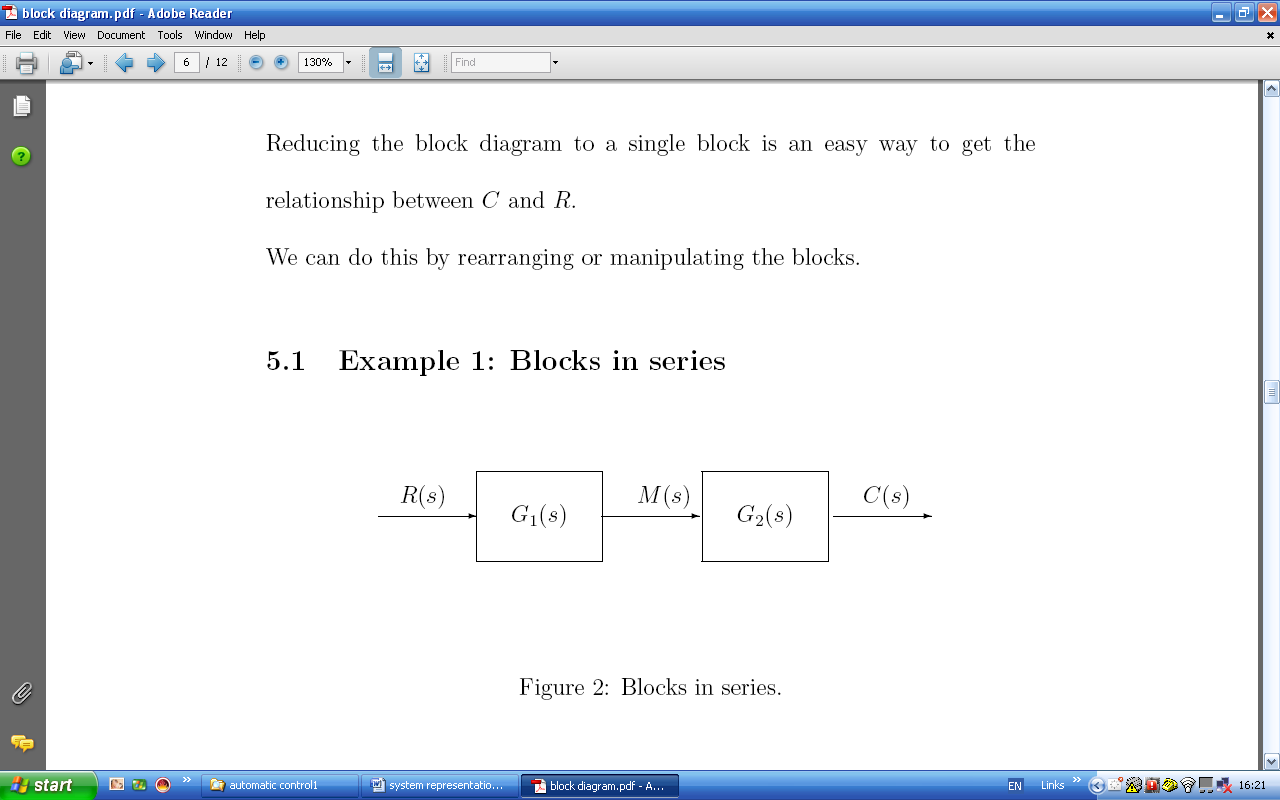 block diagram.pdf - Adobe Reader
File Edit View Document Tools Window Help
6 / 12 130% Find
Reducing the block diagram to a single block is an easy way to get the
relationship between C and R.
We can do this by rearranging or manipulating the blocks.
5.1 Example 1: Blocks in series
R(s) M(s) C(s)
G₁(s) G₂(s)
Figure 2: Blocks in series.
start automatic control1 system representatio... block diagram.pdf - A... EN Links 16:21